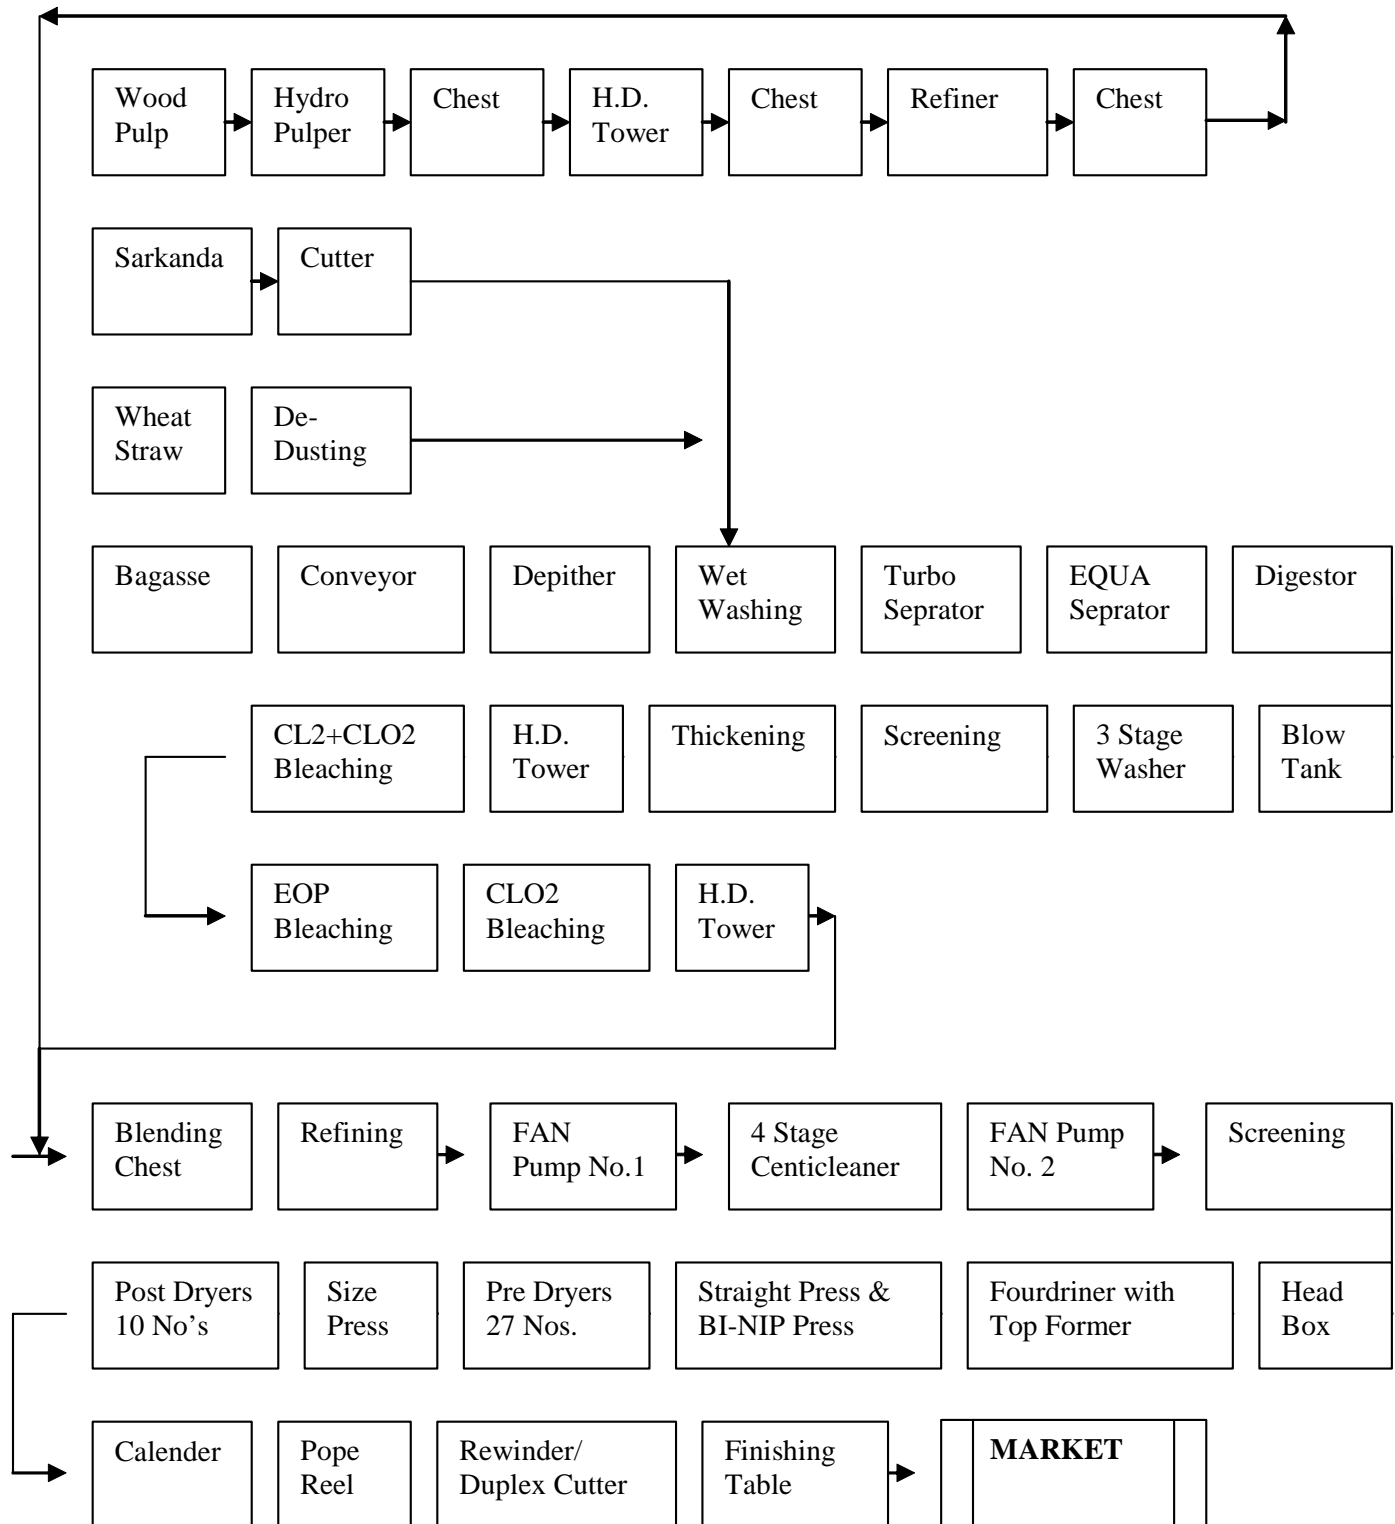 Wood
Pulp
Hydro
Pulper
Chest
H.D.
Tower
Chest
Refiner
Chest
Sarkanda
Cutter
Wheat
Straw
De-
Dusting
Bagasse
Conveyor
Depither
Wet
Washing
Turbo
Seprator
EQUA
Seprator
Digestor
CL2+CLO2
Bleaching
H.D.
Tower
Thickening
Screening
3 Stage
Washer
Blow
Tank
EOP
Bleaching
CLO2
Bleaching
H.D.
Tower
Blending
Chest
Refining
FAN
Pump No.1
4 Stage
Centicleaner
FAN Pump
No. 2
Screening
Post Dryers
10 No’s
Size
Press
Pre Dryers
27 Nos.
Straight Press &
BI-NIP Press
Fourdriner with
Top Former
Head
Box
Calender
Pope
Reel
Rewinder/
Duplex Cutter
Finishing
Table
MARKET